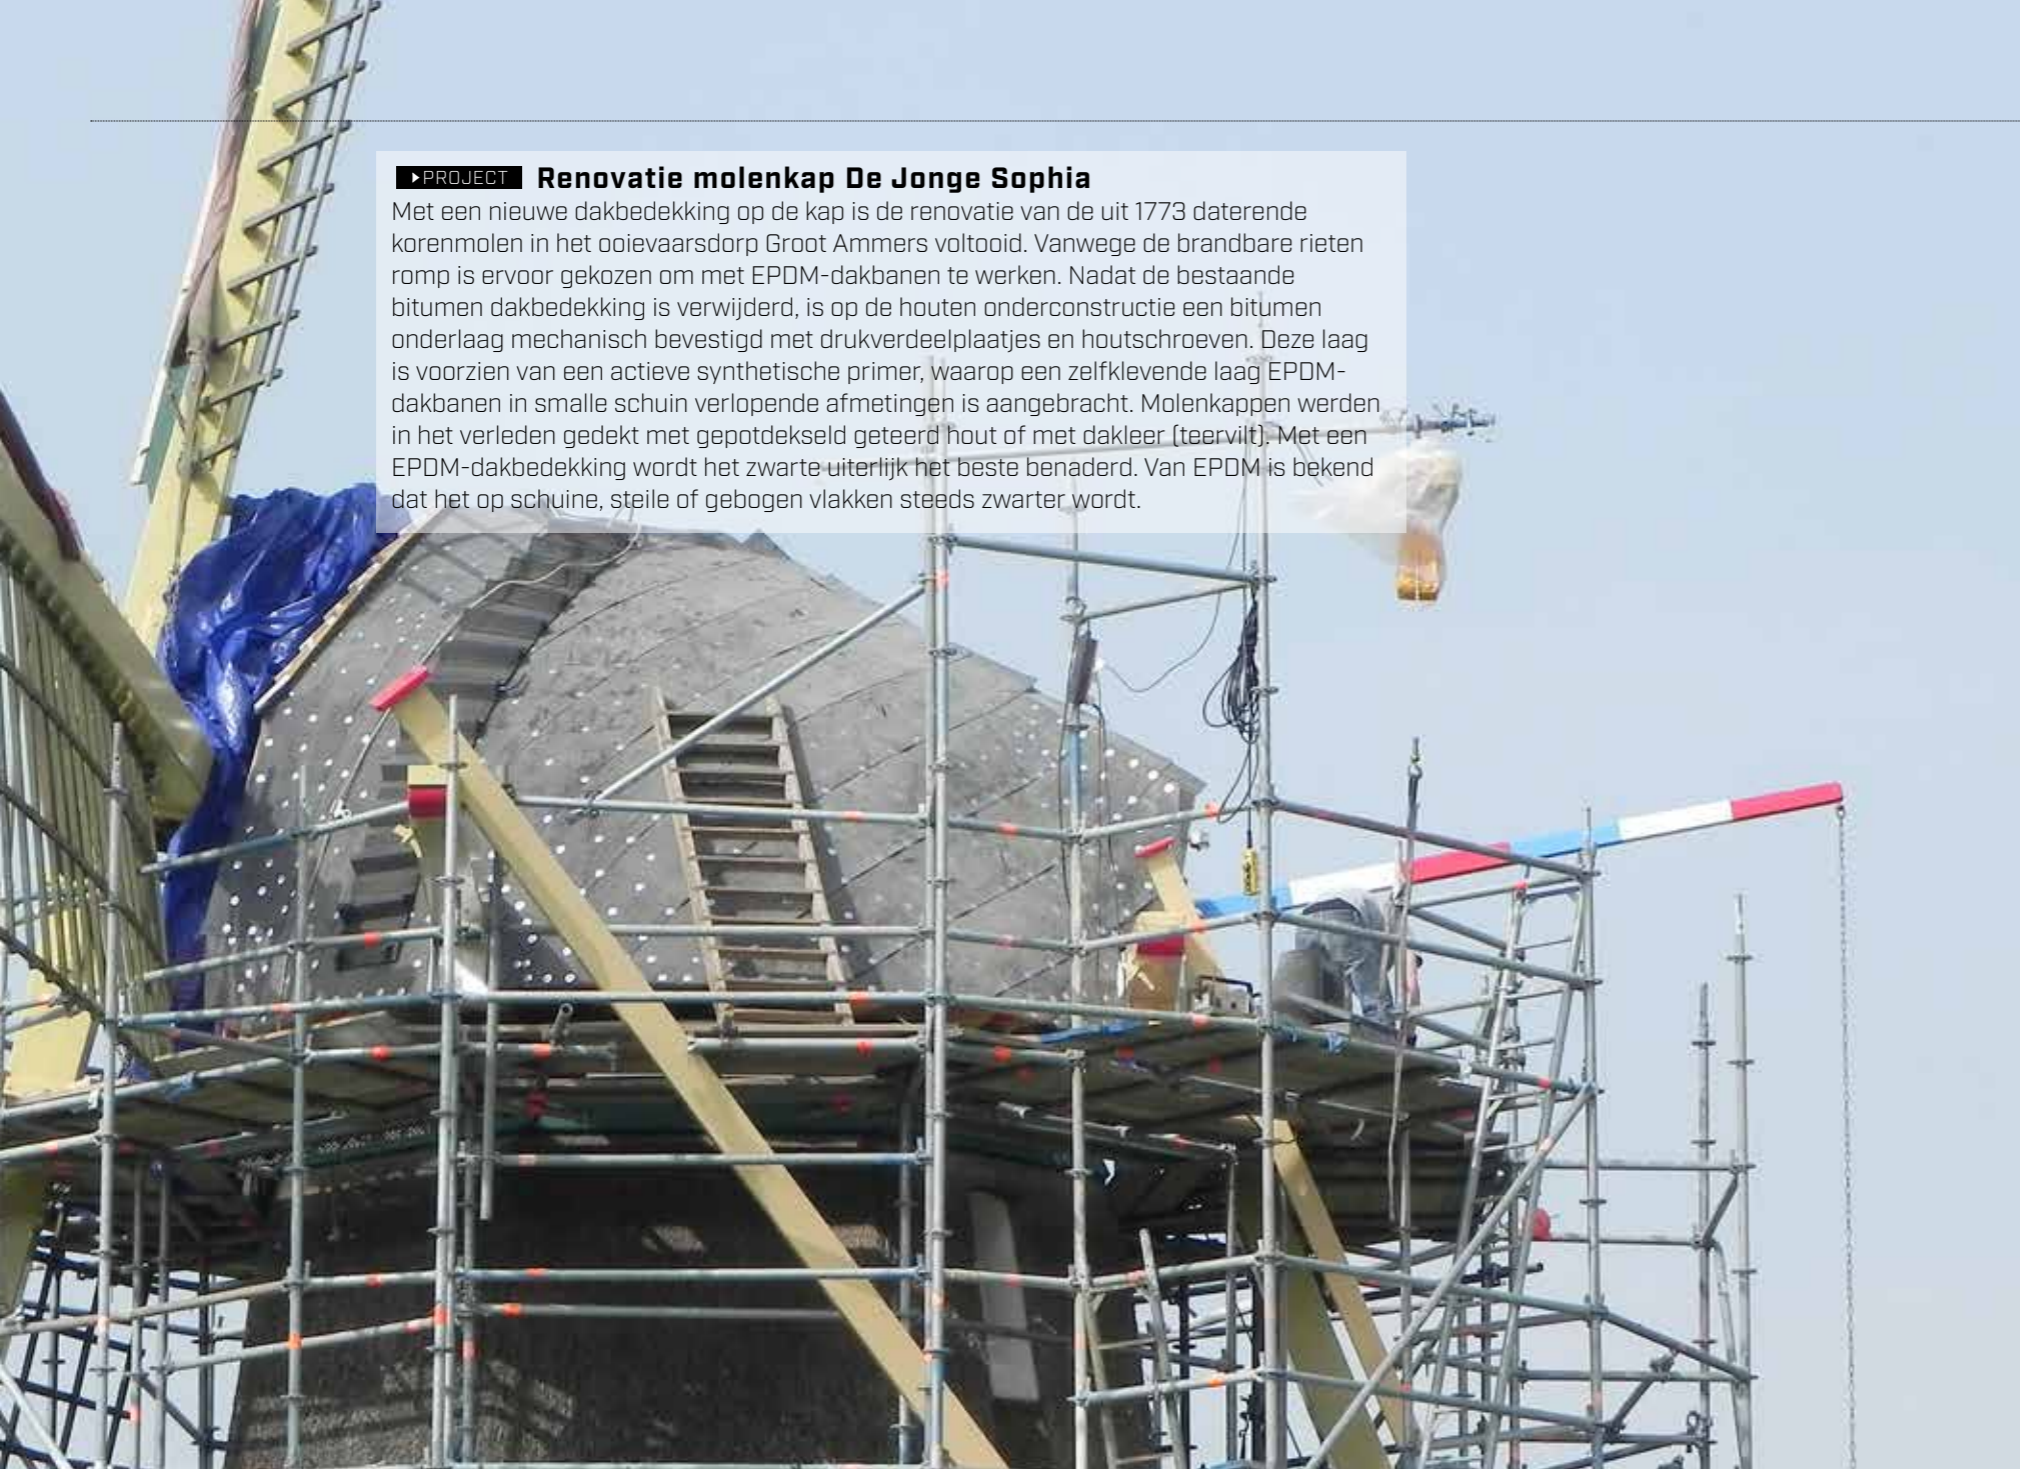 PROJECT Renovatie molenkap De Jonge Sophia
Met een nieuwe dakbedekking op de kap is de renovatie van de uit 1773 daterende
korenmolen in het ooievaarsdorp Groot Ammers voltooid. Vanwege de brandbare rieten
romp is ervoor gekozen om met EPDM-dakbanen te werken. Nadat de bestaande
bitumen dakbedekking is verwijderd, is op de houten onderconstructie een bitumen
onderlaag mechanisch bevestigd met drukverdeelplaatjes en houtschroeven. Deze laag
is voorzien van een actieve synthetische primer, waarop een zelfklevende laag EPDM-
dakbanen in smalle schuin verlopende afmetingen is aangebracht. Molenkappen werden
in het verleden gedekt met gepotdekseld geteerd hout of met dakleer (teervilt). Met een
EPDM-dakbedekking wordt het zwarte uiterlijk het beste benaderd. Van EPDM is bekend
dat het op schuine, steile of gebogen vlakken steeds zwarter wordt.